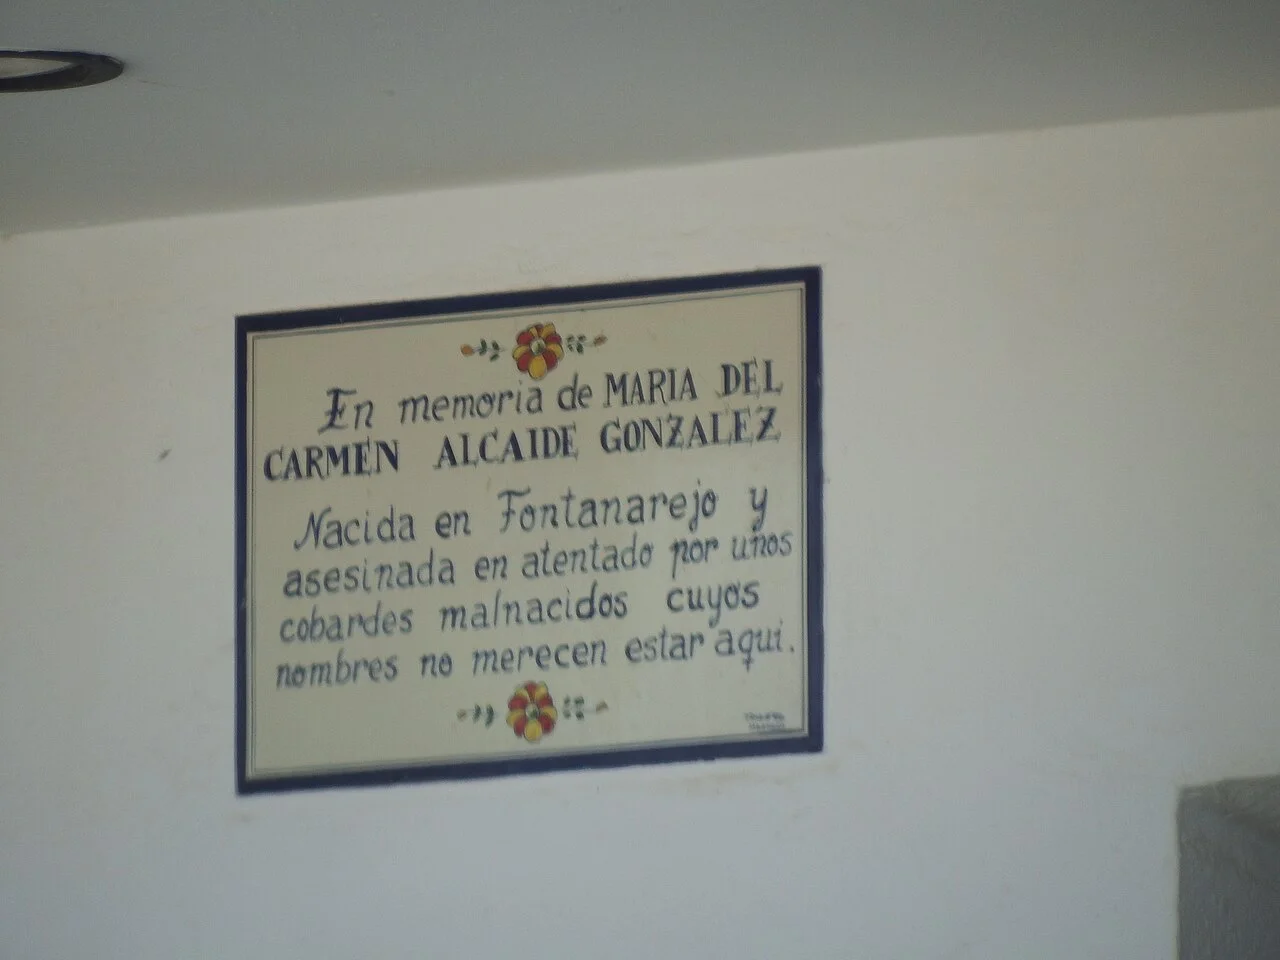 En memoria de MARIA DEL
CARMEN ALCAIDE GONZALEZ
Nacida en Fontanarejo y
asesinada en atentado por unos
cobardes malnacidos cuyos
nombres no merecen estar aqui.